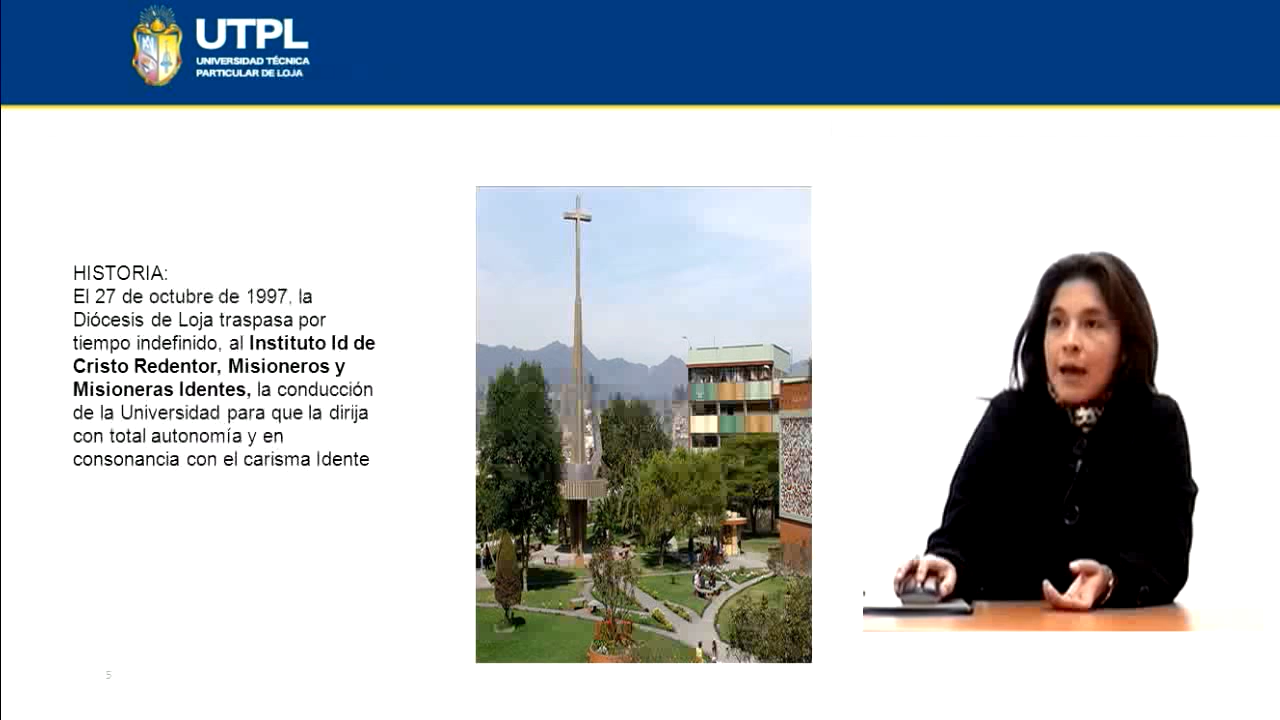 UTPL
UNIVERSIDAD TÉCNICA
PARTICULAR DE LOJA
HISTORIA:
El 27 de octubre de 1997, la
Diócesis de Loja traspasa por
tiempo indefinido, al Instituto Id de
Cristo Redentor, Misioneros y
Misioneras Identes, la conducción
de la Universidad para que la dirija
con total autonomía y en
consonancia con el carisma Idente
5